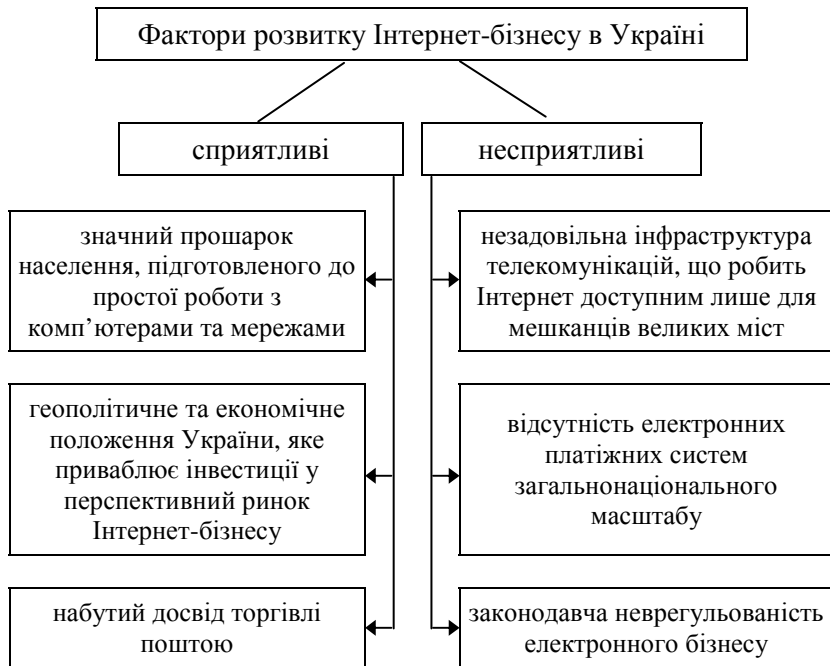 Фактори розвитку Інтернет-бізнесу в Україні
сприятливі
несприятливі
значний прошарок
населення, підготовленого до
простої роботи з
комп’ютерами та мережами
незадовільна інфраструктура
телекомунікацій, що робить
Інтернет доступним лише для
мешканців великих міст
геополітичне та економічне
положення України, яке
приваблює інвестиції у
перспективний ринок
Інтернет-бізнесу
відсутність електронних
платіжних систем
загальнонаціонального
масштабу
набутий досвід торгівлі
поштою
законодавча неврегульованість
електронного бізнесу